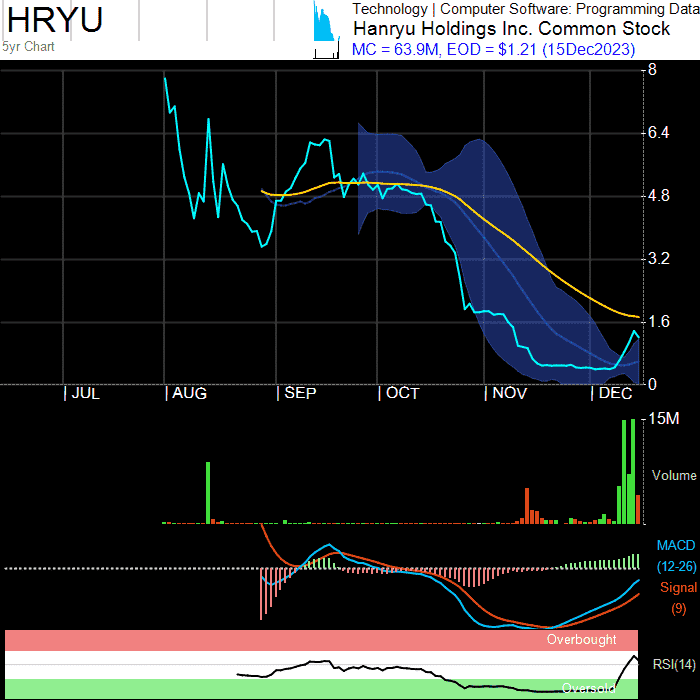 HRYU
5yr Chart
Technology | Computer Software: Programming Data
Hanryu Holdings Inc. Common Stock
MC = 63.9M, EOD = $1.21 (15Dec2023)
8
6.4
4.8
3.2
1.6
0
| JUL | AUG | SEP | OCT | NOV | DEC
15M
Volume
MACD
(12-26)
Signal
(9)
Overbought
RSI(14)
Oversold